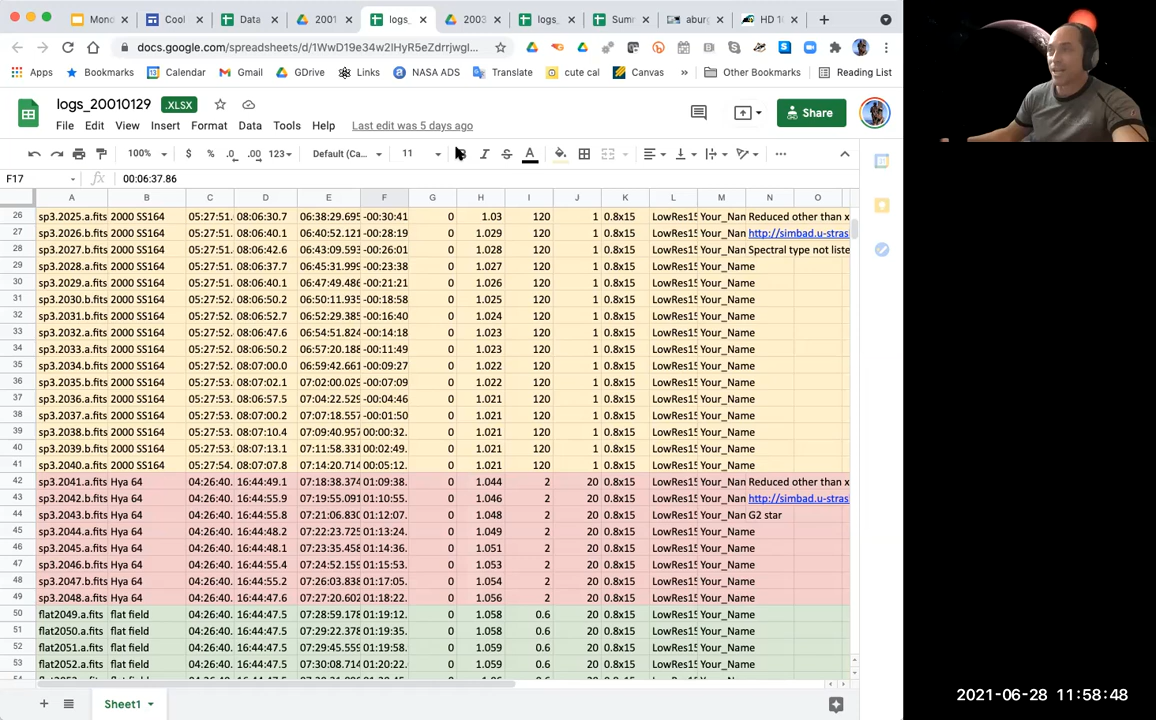 Mond
Cool
Data
2001
logs_
2003
logs_
Sumr
aburg
HD 1
docs.google.com/spreadsheets/d/1WwD19e34w2lHyR5eZdrrjwgl...
Apps Bookmarks Calendar Gmail GDrive Links NASA ADS Translate cute cal Canvas » Other Bookmarks Reading List
logs_20010129 .XLSX
File Edit View Insert Format Data Tools Help Last edit was 5 days ago
Share
100% $ % .0 .00 123 Default (Ca... 11 B I S A
F17 fx 00:06:37.86
A B C D E F G H I J K L M N O
26 sp3.2025.a.fits 2000 SS164 05:27:51. 08:06:30.7 06:38:29.695 -00:30:41 0 1.03 120 1 0.8x15 LowRes15 Your_Nan Reduced other than x
27 sp3.2026.b.fits 2000 SS164 05:27:51. 08:06:40.1 06:40:52.121 -00:28:19 0 1.029 120 1 0.8x15 LowRes15 Your_Nan http://simbad.u-stras
28 sp3.2027.b.fits 2000 SS164 05:27:51. 08:06:42.6 06:43:09.593 -00:26:01 0 1.028 120 1 0.8x15 LowRes15 Your_Nan Spectral type not liste
29 sp3.2028.a.fits 2000 SS164 05:27:51. 08:06:37.7 06:45:31.999 -00:23:38 0 1.027 120 1 0.8x15 LowRes15 Your_Name
30 sp3.2029.a.fits 2000 SS164 05:27:51. 08:06:40.1 06:47:49.486 -00:21:21 0 1.026 120 1 0.8x15 LowRes15 Your_Name
31 sp3.2030.b.fits 2000 SS164 05:27:52. 08:06:50.2 06:50:11.935 -00:18:58 0 1.025 120 1 0.8x15 LowRes15 Your_Name
32 sp3.2031.b.fits 2000 SS164 05:27:52. 08:06:52.7 06:52:29.385 -00:16:40 0 1.024 120 1 0.8x15 LowRes15 Your_Name
33 sp3.2032.a.fits 2000 SS164 05:27:52. 08:06:47.6 06:54:51.824 -00:14:18 0 1.023 120 1 0.8x15 LowRes15 Your_Name
34 sp3.2033.a.fits 2000 SS164 05:27:52. 08:06:50.2 06:57:20.188 -00:11:49 0 1.023 120 1 0.8x15 LowRes15 Your_Name
35 sp3.2034.b.fits 2000 SS164 05:27:52. 08:07:00.0 06:59:42.661 -00:09:27 0 1.022 120 1 0.8x15 LowRes15 Your_Name
36 sp3.2035.b.fits 2000 SS164 05:27:53. 08:07:02.1 07:02:00.029 -00:07:09 0 1.022 120 1 0.8x15 LowRes15 Your_Name
37 sp3.2036.a.fits 2000 SS164 05:27:53. 08:06:57.5 07:04:22.529 -00:04:46 0 1.021 120 1 0.8x15 LowRes15 Your_Name
38 sp3.2037.a.fits 2000 SS164 05:27:53. 08:07:00.2 07:07:18.557 -00:01:50 0 1.021 120 1 0.8x15 LowRes15 Your_Name
39 sp3.2038.b.fits 2000 SS164 05:27:53. 08:07:10.4 07:09:40.957 00:00:32. 0 1.021 120 1 0.8x15 LowRes15 Your_Name
40 sp3.2039.b.fits 2000 SS164 05:27:53. 08:07:13.1 07:11:58.331 00:02:49. 0 1.021 120 1 0.8x15 LowRes15 Your_Name
41 sp3.2040.a.fits 2000 SS164 05:27:54. 08:07:07.8 07:14:20.714 00:05:12. 0 1.021 120 1 0.8x15 LowRes15 Your_Name
42 sp3.2041.a.fits Hya 64 04:26:40. 16:44:49.1 07:18:38.374 01:09:38. 0 1.044 2 20 0.8x15 LowRes15 Your_Nan Reduced other than x
43 sp3.2042.b.fits Hya 64 04:26:40. 16:44:55.9 07:19:55.091 01:10:55. 0 1.046 2 20 0.8x15 LowRes15 Your_Nan http://simbad.u-stras
44 sp3.2043.b.fits Hya 64 04:26:40. 16:44:55.8 07:21:06.830 01:12:07. 0 1.048 2 20 0.8x15 LowRes15 Your_Nan G2 star
45 sp3.2044.a.fits Hya 64 04:26:40. 16:44:48.2 07:22:23.725 01:13:24. 0 1.049 2 20 0.8x15 LowRes15 Your_Name
46 sp3.2045.a.fits Hya 64 04:26:40. 16:44:48.1 07:23:35.458 01:14:36. 0 1.051 2 20 0.8x15 LowRes15 Your_Name
47 sp3.2046.b.fits Hya 64 04:26:40. 16:44:55.4 07:24:52.159 01:15:53. 0 1.053 2 20 0.8x15 LowRes15 Your_Name
48 sp3.2047.b.fits Hya 64 04:26:40. 16:44:55.2 07:26:03.838 01:17:05. 0 1.054 2 20 0.8x15 LowRes15 Your_Name
49 sp3.2048.a.fits Hya 64 04:26:40. 16:44:47.5 07:27:20.602 01:18:22. 0 1.056 2 20 0.8x15 LowRes15 Your_Name
50 flat2049.a.fits flat field 04:26:40. 16:44:47.5 07:28:59.178 01:19:12. 0 1.058 0.6 20 0.8x15 LowRes15 Your_Name
51 flat2050.a.fits flat field 04:26:40. 16:44:47.5 07:29:22.378 01:19:35. 0 1.058 0.6 20 0.8x15 LowRes15 Your_Name
52 flat2051.a.fits flat field 04:26:40. 16:44:47.5 07:29:45.559 01:19:58. 0 1.059 0.6 20 0.8x15 LowRes15 Your_Name
53 flat2052.a.fits flat field 04:26:40. 16:44:47.5 07:30:08.714 01:20:22. 0 1.059 0.6 20 0.8x15 LowRes15 Your_Name
Sheet1
2021-06-28 11:58:48